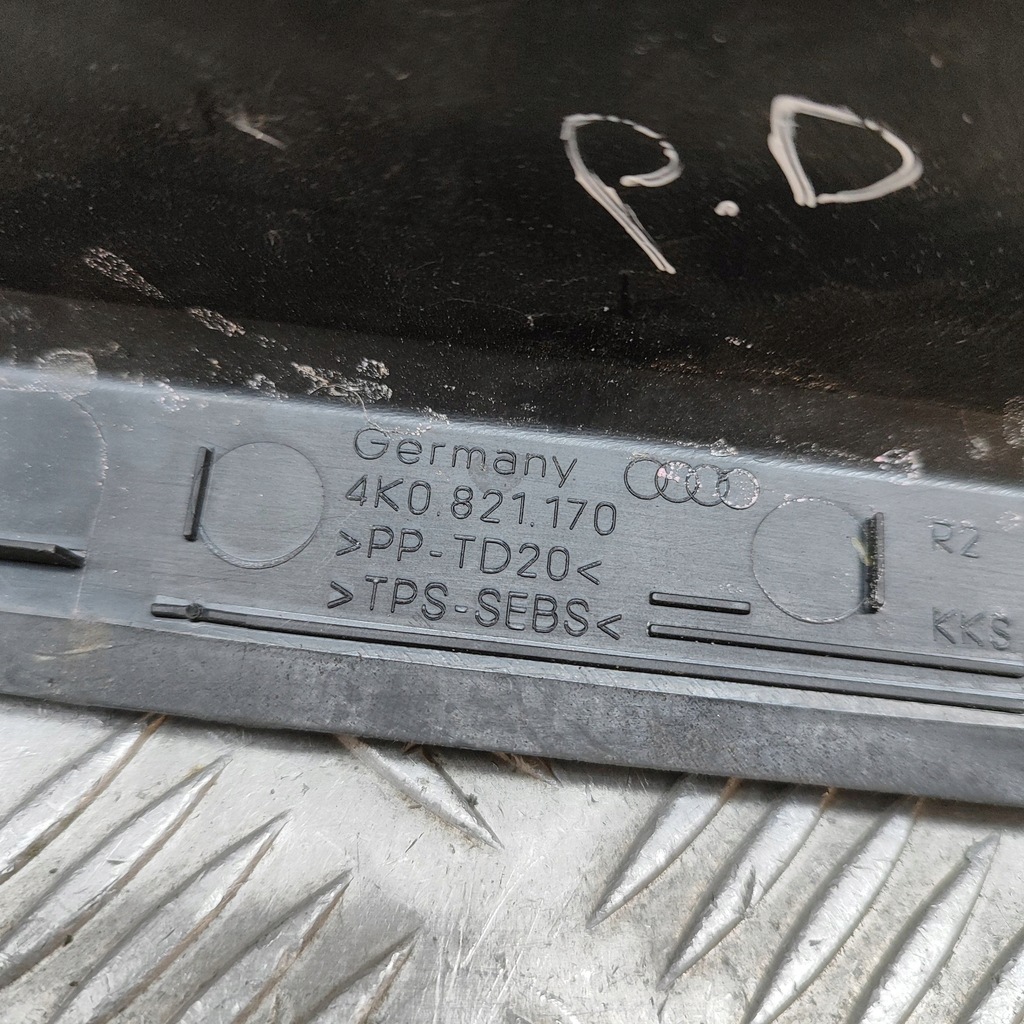 P.D
Germany
4K0.821.170
>PP-TD20<
>TPS-SEBS<
R2
KKS